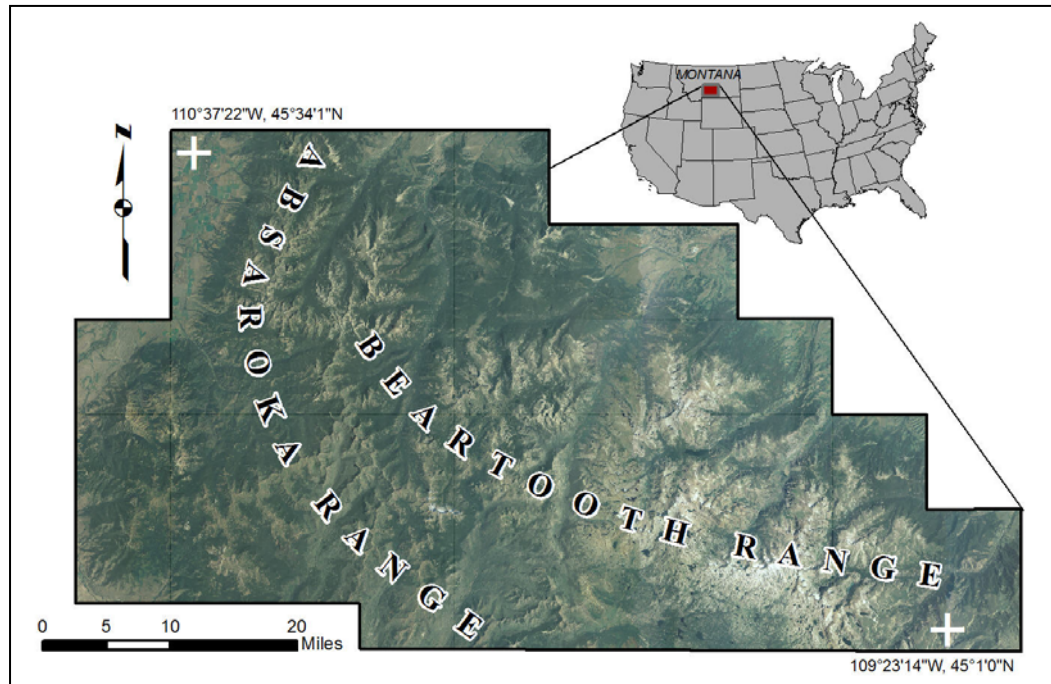 MONTANA
110°37'22"W, 45°34'1"N
N
ABSAROKA RANGE
BEARTOOTH RANGE
0 5 10 20
Miles
109°23'14"W, 45°1'0"N